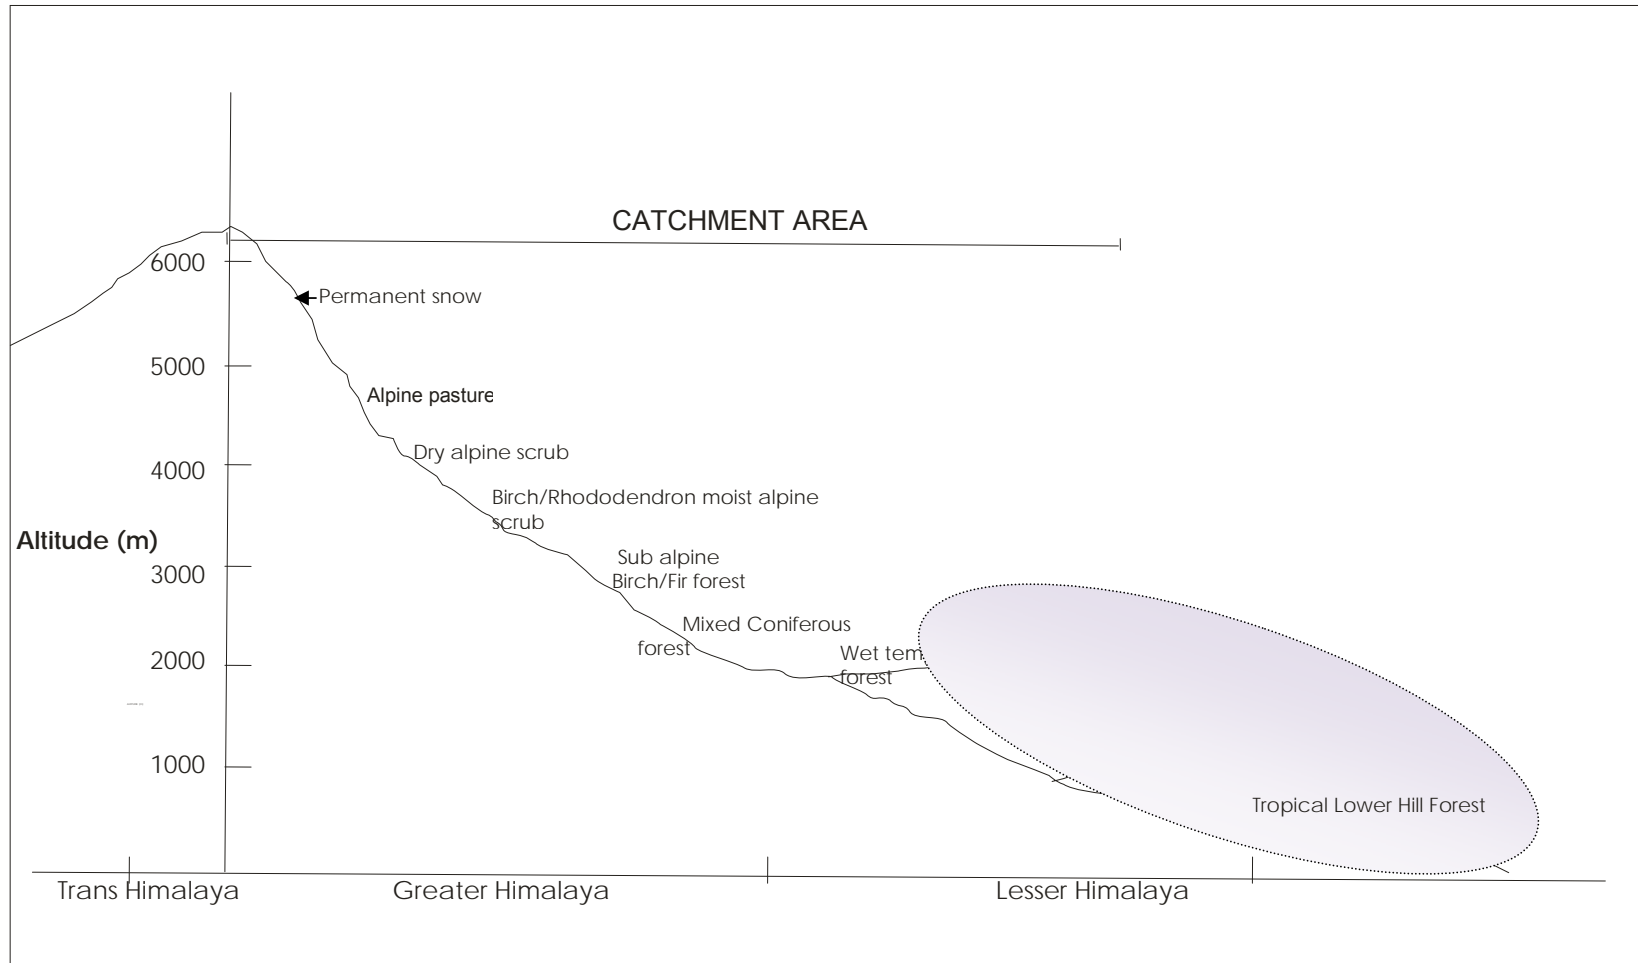 CATCHMENT AREA
6000
Permanent snow
5000
Alpine pasture
Dry alpine scrub
4000
Birch/Rhododendron moist alpine
scrub
Altitude (m)
Sub alpine
3000
Birch/Fir forest
Mixed Coniferous
forest
Wet tem
2000
forest
1000
Tropical Lower Hill Forest
Trans Himalaya
Greater Himalaya
Lesser Himalaya